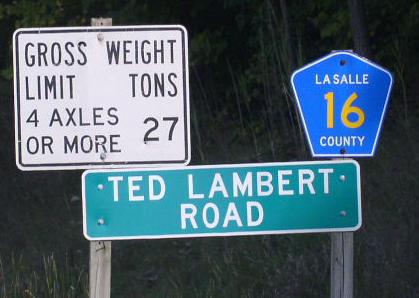 GROSS WEIGHT
LIMIT TONS
4 AXLES
OR MORE 27
LA SALLE
16
COUNTY
TED LAMBERT
ROAD